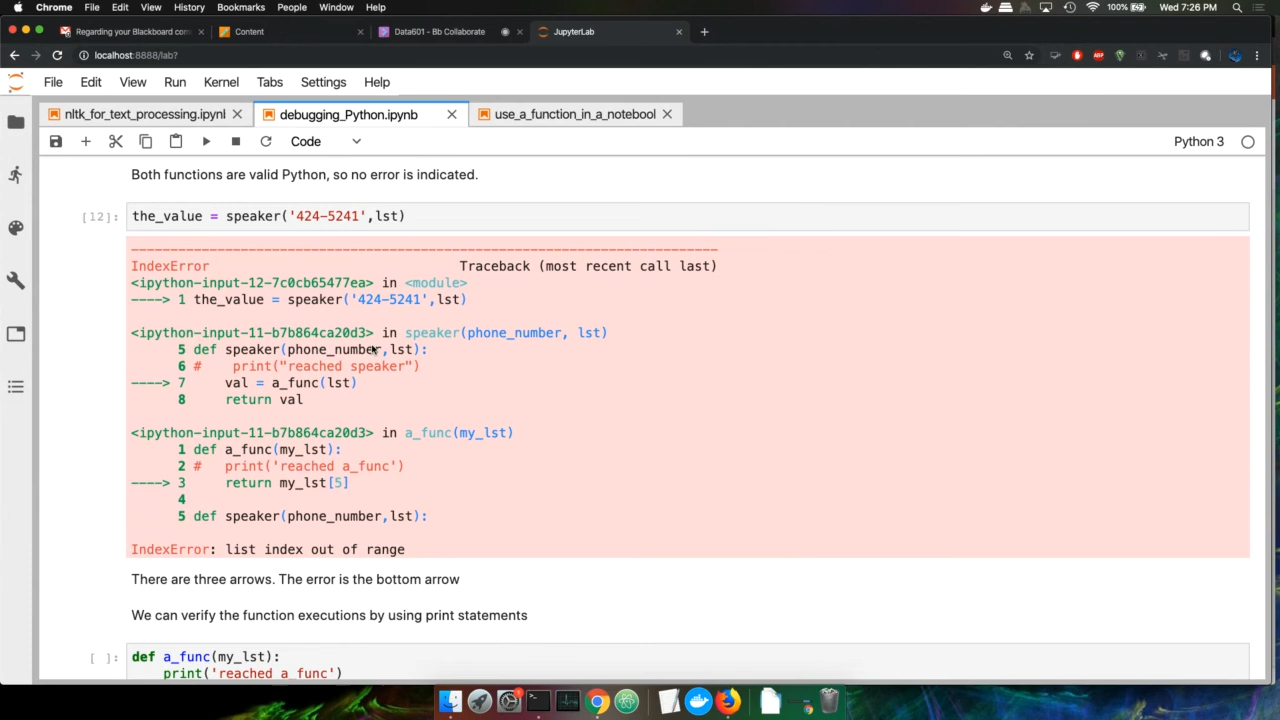 Chrome File Edit View History Bookmarks People Window Help 100% Wed 7:26 PM
Regarding your Blackboard com Content Data601 - Bb Collaborate JupyterLab
localhost:8888/lab?
File Edit View Run Kernel Tabs Settings Help
nltk_for_text_processing.ipynl debugging_Python.ipynb use_a_function_in_a_notebool
Code Python 3
Both functions are valid Python, so no error is indicated.
[12]: the_value = speaker('424-5241',lst)
---------------------------------------------------------------------------
IndexError Traceback (most recent call last)
<ipython-input-12-7c0cb65477ea> in <module>
----> 1 the_value = speaker('424-5241',lst)
<ipython-input-11-b7b864ca20d3> in speaker(phone_number, lst)
5 def speaker(phone_number,lst):
6 # print("reached speaker")
----> 7 val = a_func(lst)
8 return val
<ipython-input-11-b7b864ca20d3> in a_func(my_lst)
1 def a_func(my_lst):
2 # print('reached a_func')
----> 3 return my_lst[5]
4
5 def speaker(phone_number,lst):
IndexError: list index out of range
There are three arrows. The error is the bottom arrow
We can verify the function executions by using print statements
[ ]: def a_func(my_lst):
print('reached a_func')